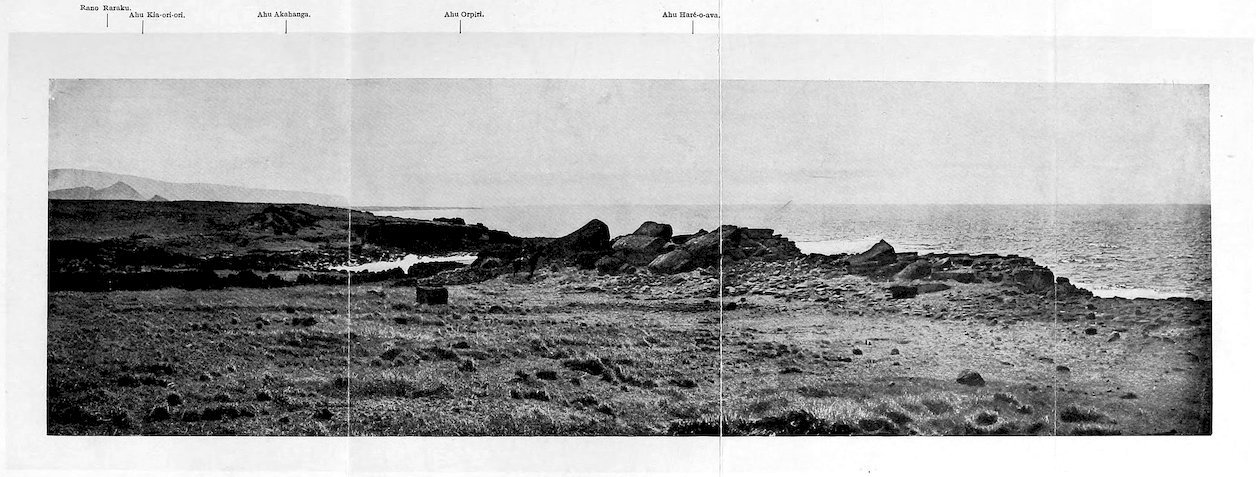 Rano Raraku.
Ahu Kia-ori-ori.
Ahu Akahanga.
Ahu Orpiri.
Ahu Haré-o-ava.